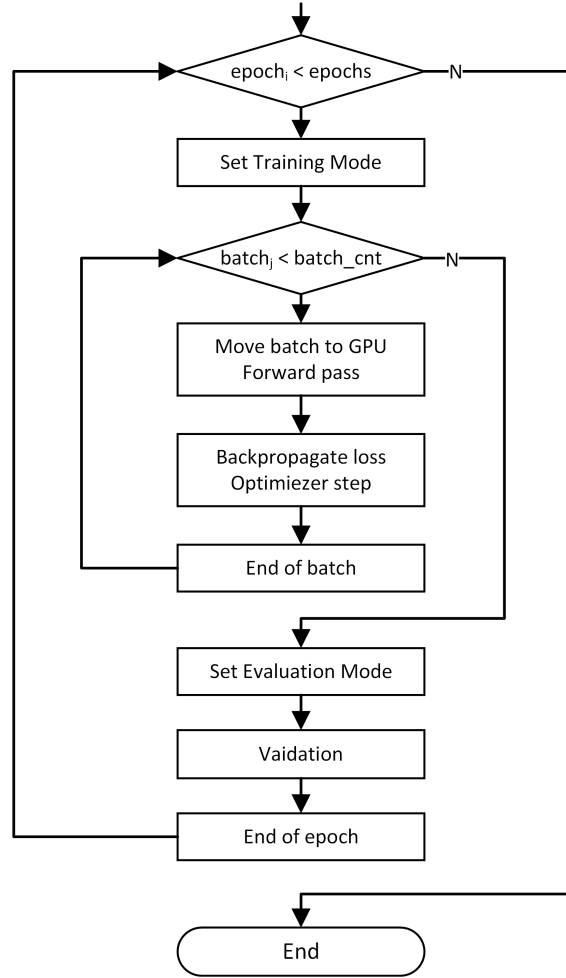 epochᵢ < epochs
N
Set Training Mode
batchⱼ < batch_cnt
N
Move batch to GPU
Forward pass
Backpropagate loss
Optimiezer step
End of batch
Set Evaluation Mode
Vaidation
End of epoch
End